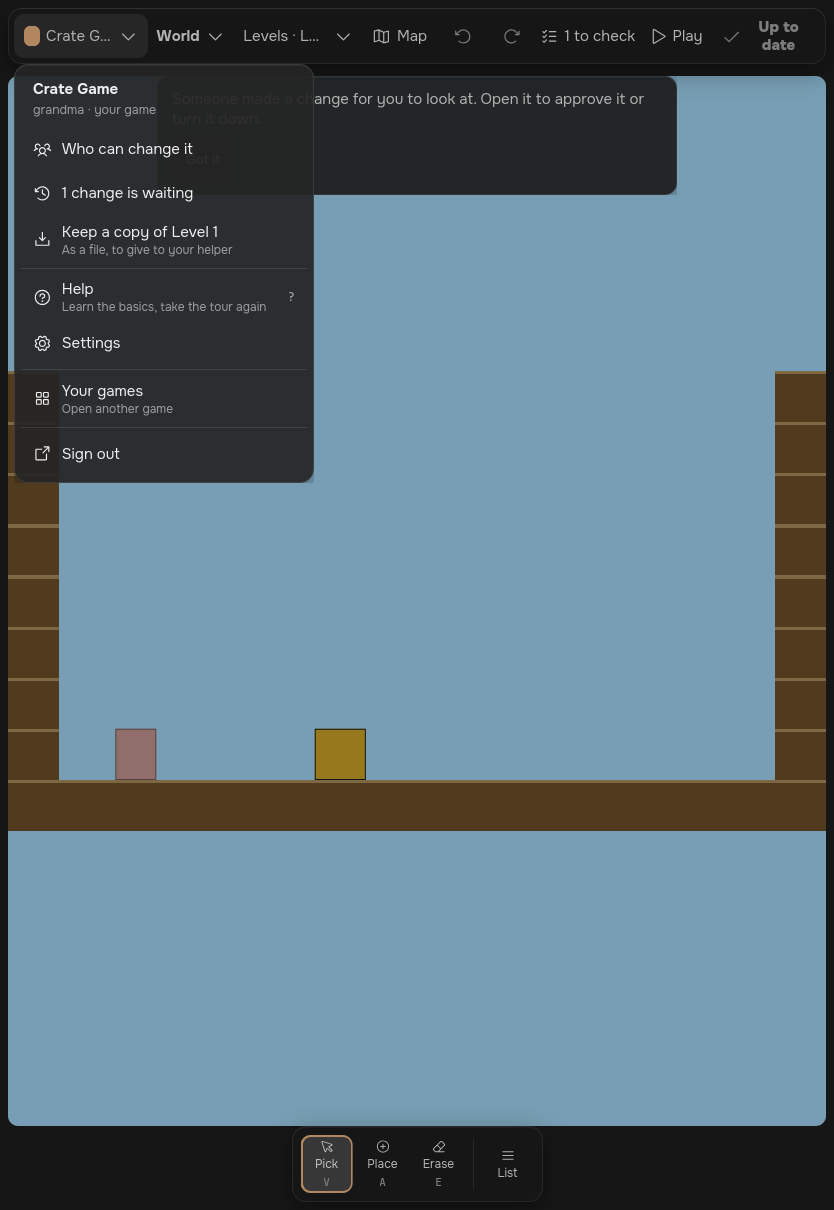 Crate G...
World
Levels · L...
Map
1 to check
Play
Up to
date
Crate Game
grandma · your game
Someone made a change for you to look at. Open it to approve it or
turn it down.
Got it
Who can change it
1 change is waiting
Keep a copy of Level 1
As a file, to give to your helper
Help
Learn the basics, take the tour again
?
Settings
Your games
Open another game
Sign out
Pick
V
Place
A
Erase
E
List